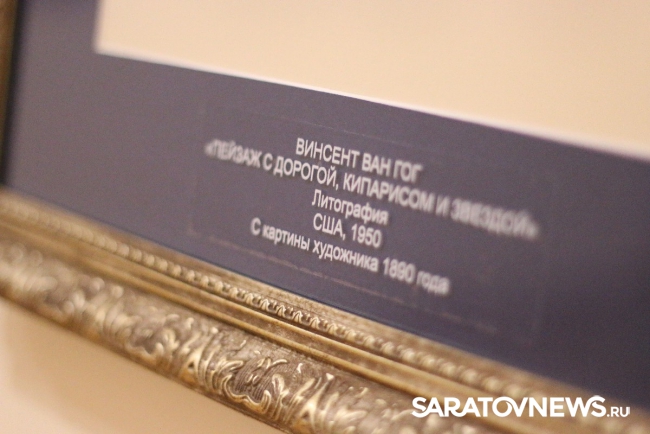 ВИНСЕНТ ВАН ГОГ
«ПЕЙЗАЖ С ДОРОГОЙ, КИПАРИСОМ И ЗВЕЗДОЙ»
Литография
США, 1950
С картины художника 1890 года
SARATOVNEWS.RU